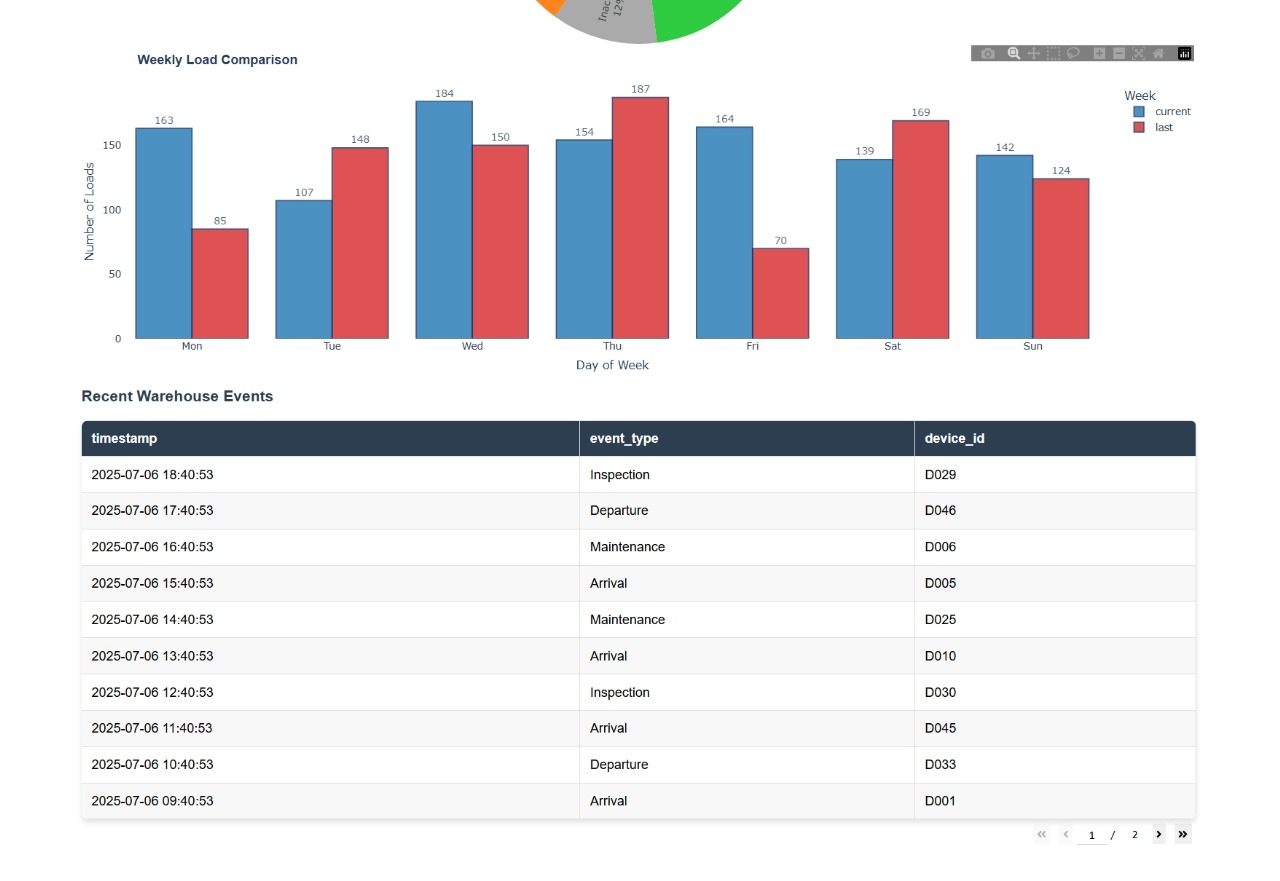 Inac
12%
Weekly Load Comparison
184
187
163
164
169
154
148
150
139
142
107
124
85
70
Week
current
last
Number of Loads
150
100
50
0
Mon Tue Wed Thu Fri Sat Sun
Day of Week
Recent Warehouse Events
timestamp event_type device_id
2025-07-06 18:40:53 Inspection D029
2025-07-06 17:40:53 Departure D046
2025-07-06 16:40:53 Maintenance D006
2025-07-06 15:40:53 Arrival D005
2025-07-06 14:40:53 Maintenance D025
2025-07-06 13:40:53 Arrival D010
2025-07-06 12:40:53 Inspection D030
2025-07-06 11:40:53 Arrival D045
2025-07-06 10:40:53 Departure D033
2025-07-06 09:40:53 Arrival D001
1 / 2